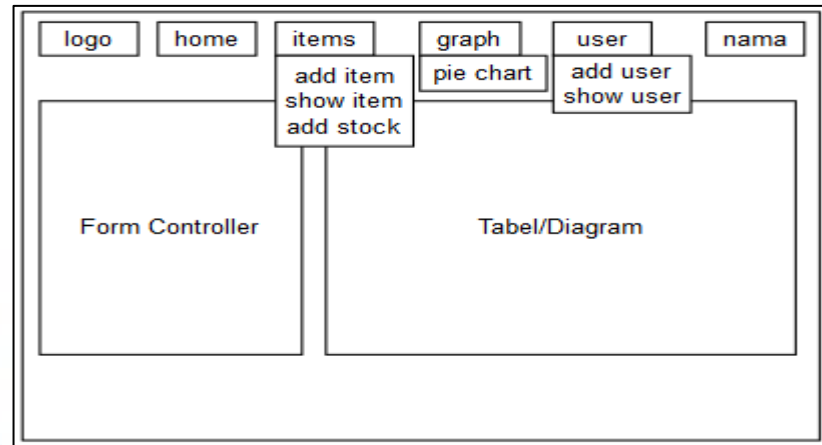 logo
home
items
graph
user
nama
add item
show item
add stock
pie chart
add user
show user
Form Controller
Tabel/Diagram